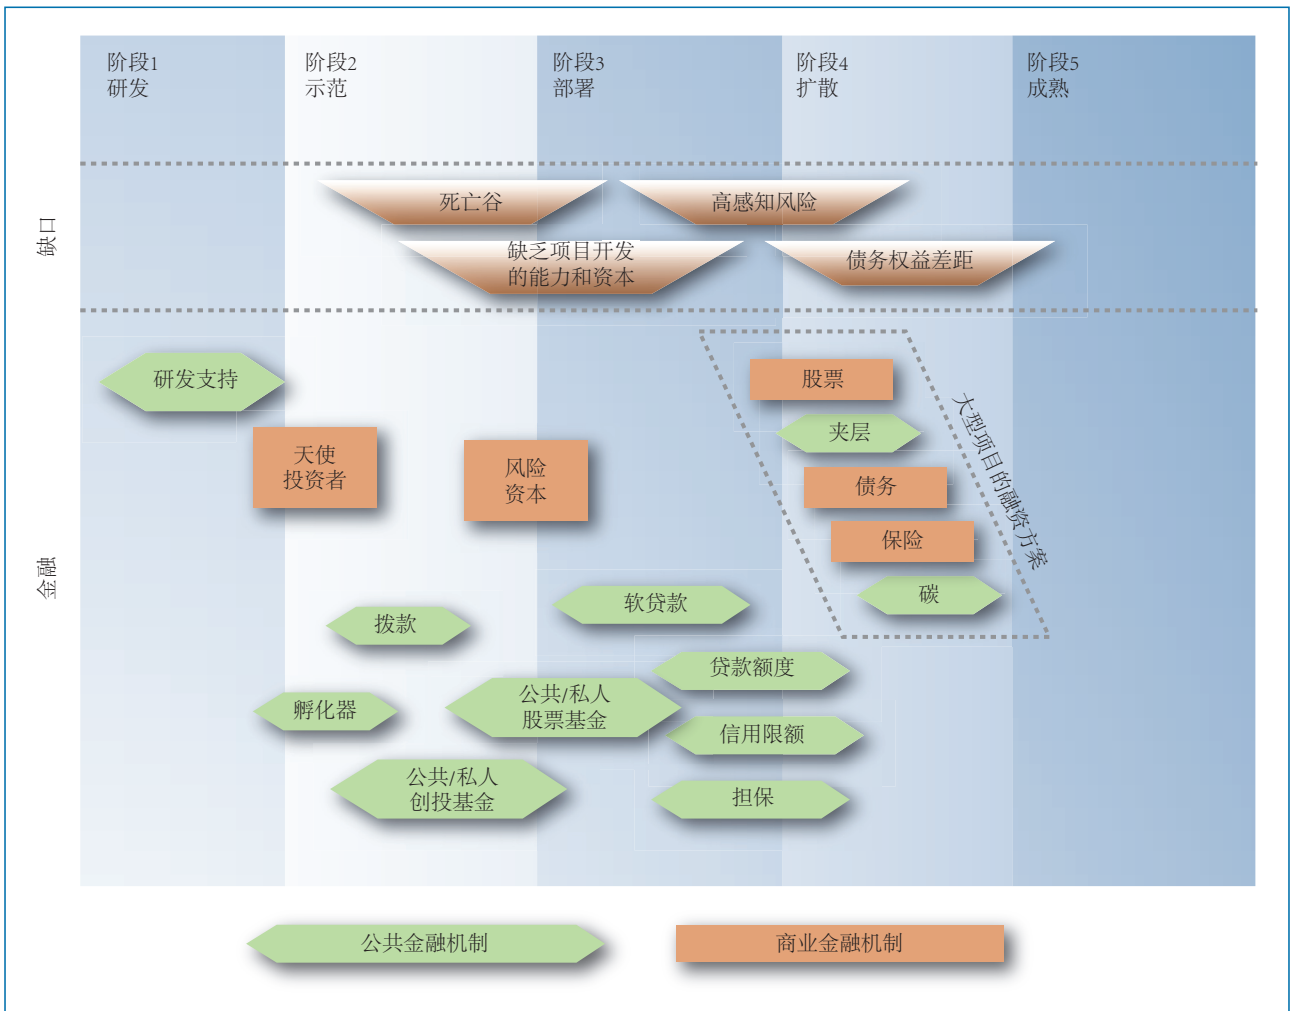 阶段1
研发
阶段2
示范
阶段3
部署
阶段4
扩散
阶段5
成熟
缺口
死亡谷
高感知风险
缺乏项目开发
的能力和资本
债务权益差距
金融
研发支持
天使
投资者
风险
资本
股票
夹层
债务
保险
碳
大型项目的融资方案
软贷款
拨款
贷款额度
公共/私人
股票基金
孵化器
信用限额
公共/私人
创投基金
担保
公共金融机制
商业金融机制